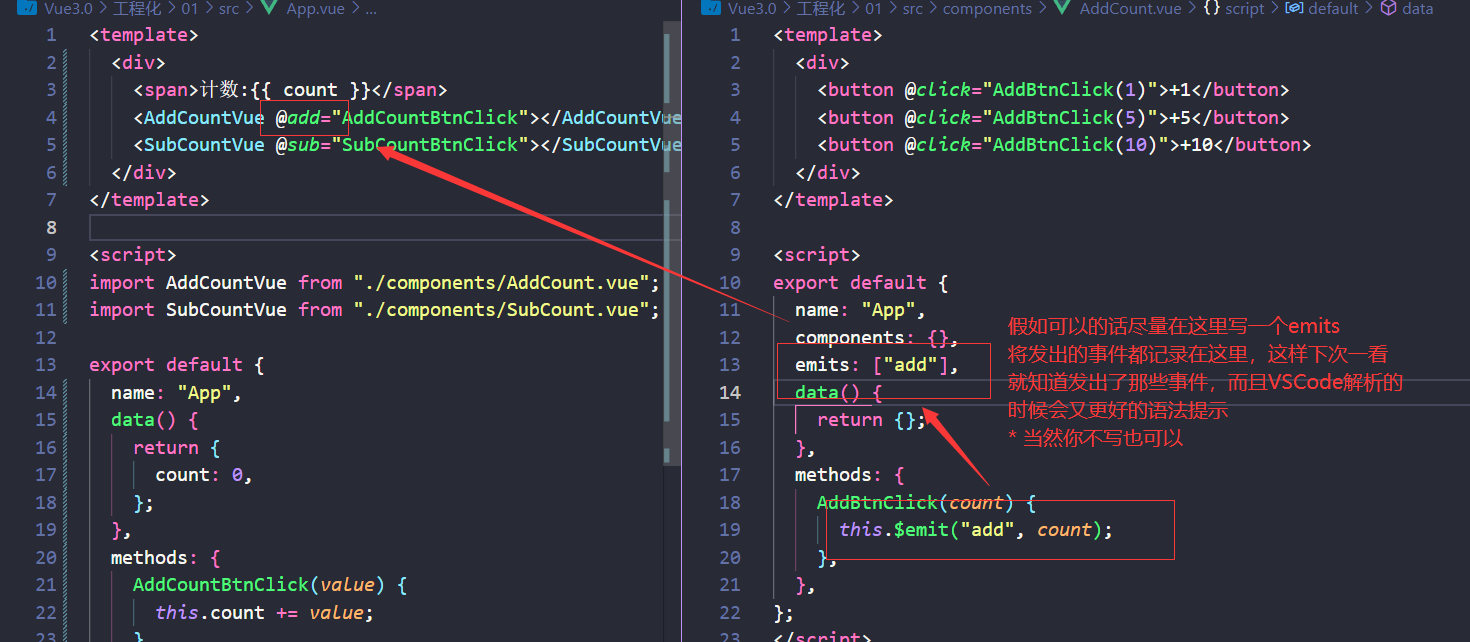 Vue3.0 > 工程化 > 01 > src > App.vue > ...
1 <template>
2 <div>
3 <span>计数:{{ count }}</span>
4 <AddCountVue @add="AddCountBtnClick"></AddCountVue
5 <SubCountVue @sub="SubCountBtnClick"></SubCountVue
6 </div>
7 </template>
8
9 <script>
10 import AddCountVue from "./components/AddCount.vue";
11 import SubCountVue from "./components/SubCount.vue";
12
13 export default {
14 name: "App",
15 data() {
16 return {
17 count: 0,
18 };
19 },
20 methods: {
21 AddCountBtnClick(value) {
22 this.count += value;
23 }
Vue3.0 > 工程化 > 01 > src > components > AddCount.vue > {} script > default > data
1 <template>
2 <div>
3 <button @click="AddBtnClick(1)">+1</button>
4 <button @click="AddBtnClick(5)">+5</button>
5 <button @click="AddBtnClick(10)">+10</button>
6 </div>
7 </template>
8
9 <script>
10 export default {
11 name: "App",
12 components: {},
13 emits: ["add"],
14 data() {
15 return {};
16 },
17 methods: {
18 AddBtnClick(count) {
19 this.$emit("add", count);
20 },
21 },
22 };
23 </script>
假如可以的话尽量在这里写一个emits
将发出的事件都记录在这里，这样下次一看
就知道发出了那些事件，而且VSCode解析的
时候会又更好的语法提示
* 当然你不写也可以